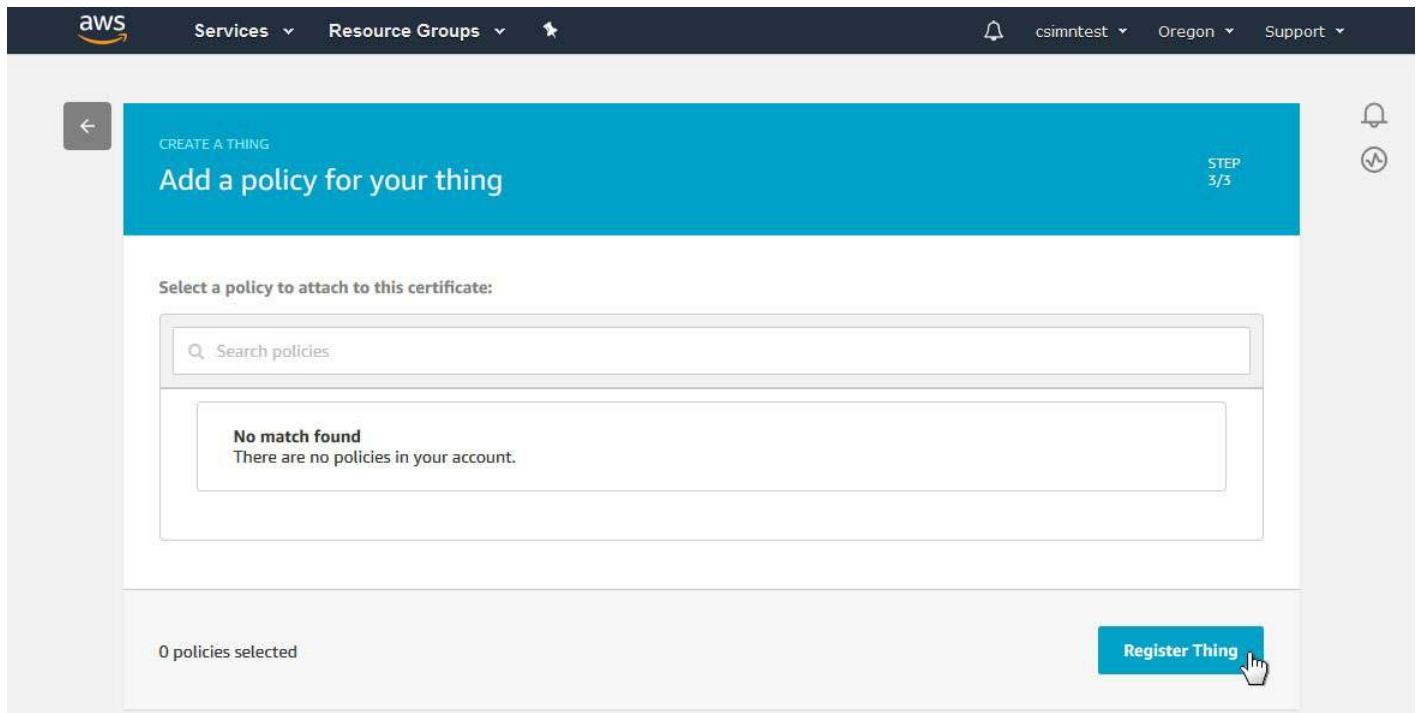 aws Services Resource Groups csimntest Oregon Support
CREATE A THING
Add a policy for your thing
STEP
3/3
Select a policy to attach to this certificate:
Search policies
No match found
There are no policies in your account.
0 policies selected
Register Thing